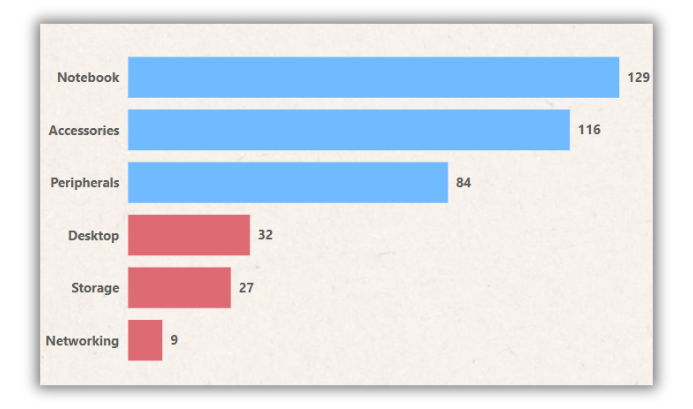 Notebook 129
Accessories 116
Peripherals 84
Desktop 32
Storage 27
Networking 9